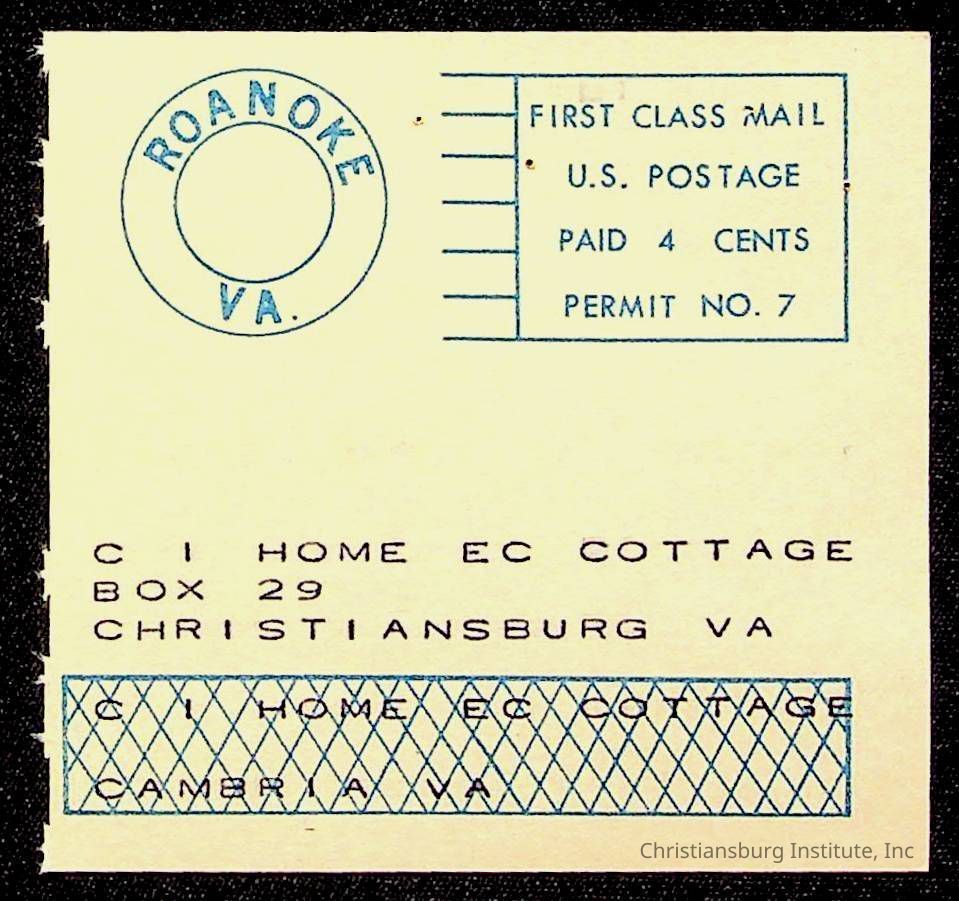 ROANOKE
VA.
FIRST CLASS MAIL
U.S. POSTAGE
PAID 4 CENTS
PERMIT NO. 7
C I HOME EC COTTAGE
BOX 29
CHRISTIANSBURG VA
C I HOME EC COTTAGE
CAMBRIA VA
Christiansburg Institute, Inc